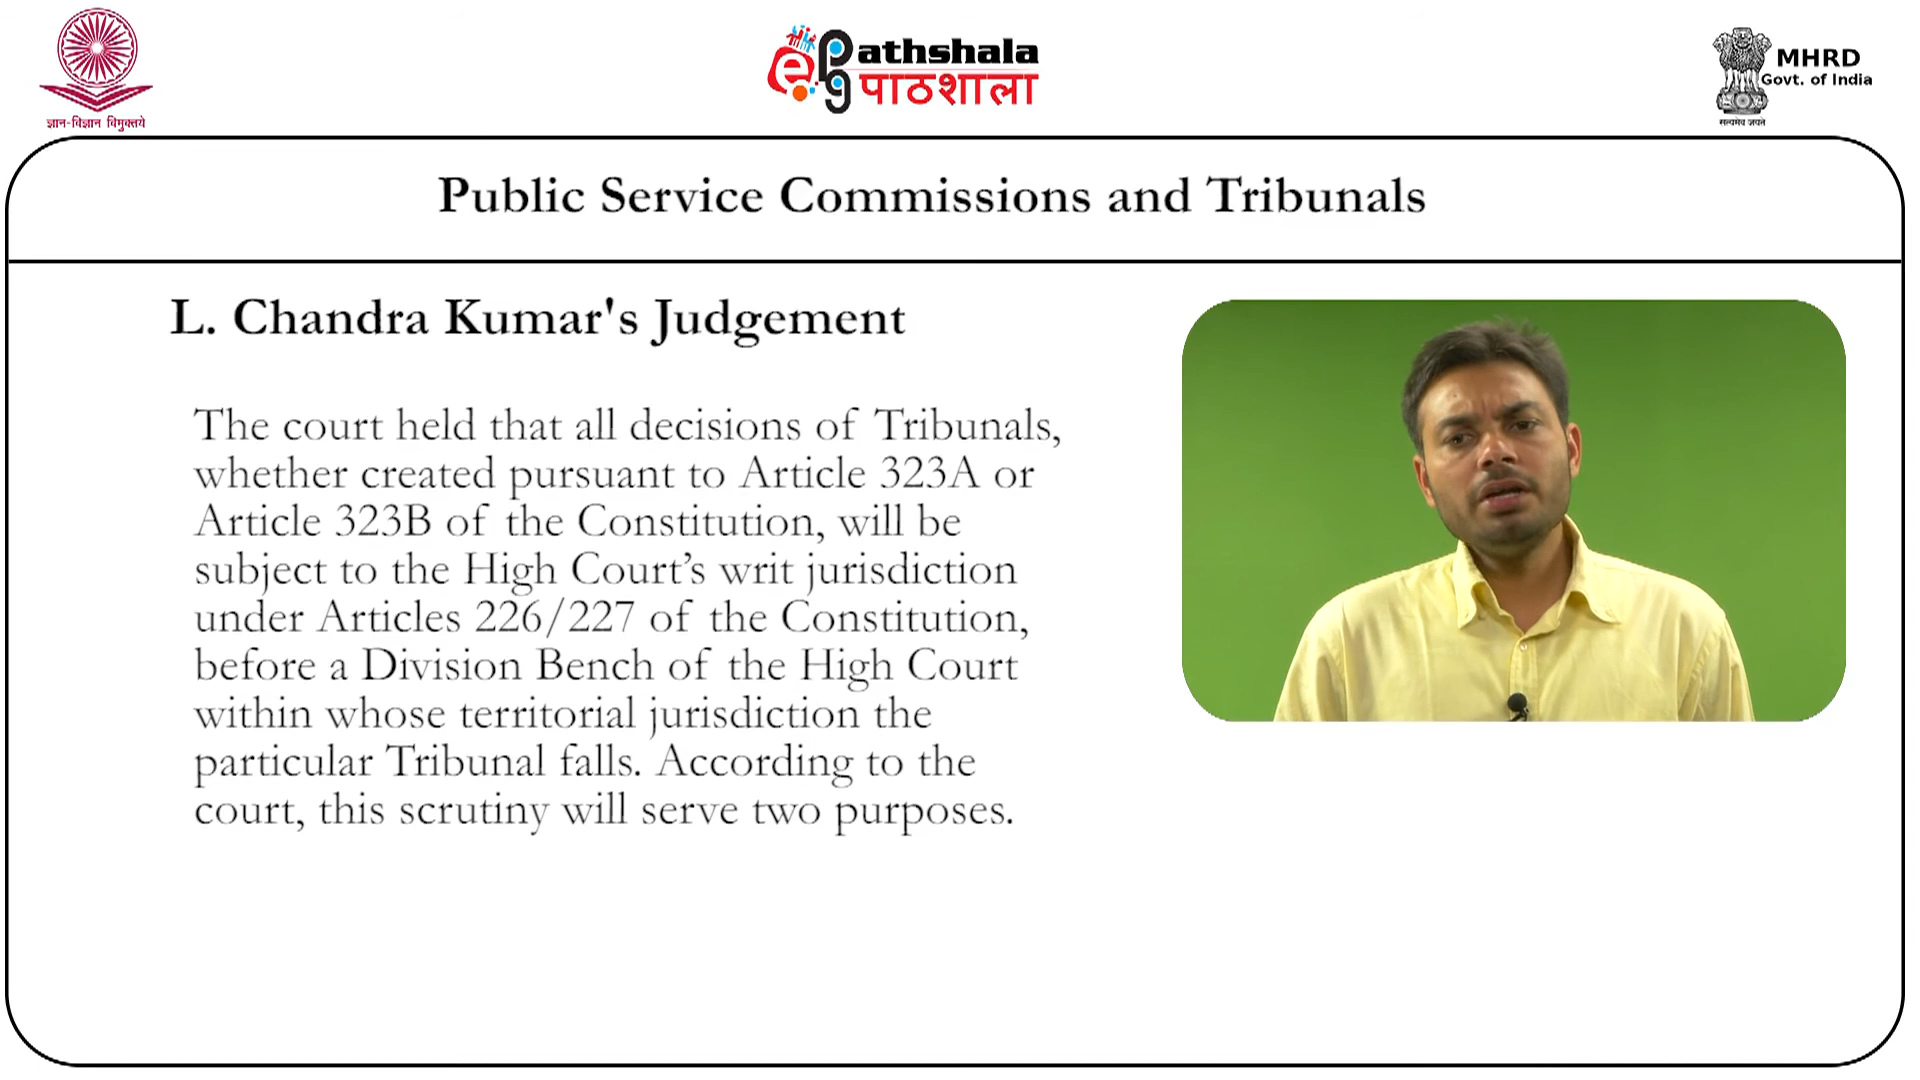 ज्ञान-विज्ञान विमुक्तये
e PG Pathshala
पाठशाला
MHRD
Govt. of India
सत्यमेव जयते
Public Service Commissions and Tribunals
L. Chandra Kumar's Judgement
The court held that all decisions of Tribunals,
whether created pursuant to Article 323A or
Article 323B of the Constitution, will be
subject to the High Court’s writ jurisdiction
under Articles 226/227 of the Constitution,
before a Division Bench of the High Court
within whose territorial jurisdiction the
particular Tribunal falls. According to the
court, this scrutiny will serve two purposes.